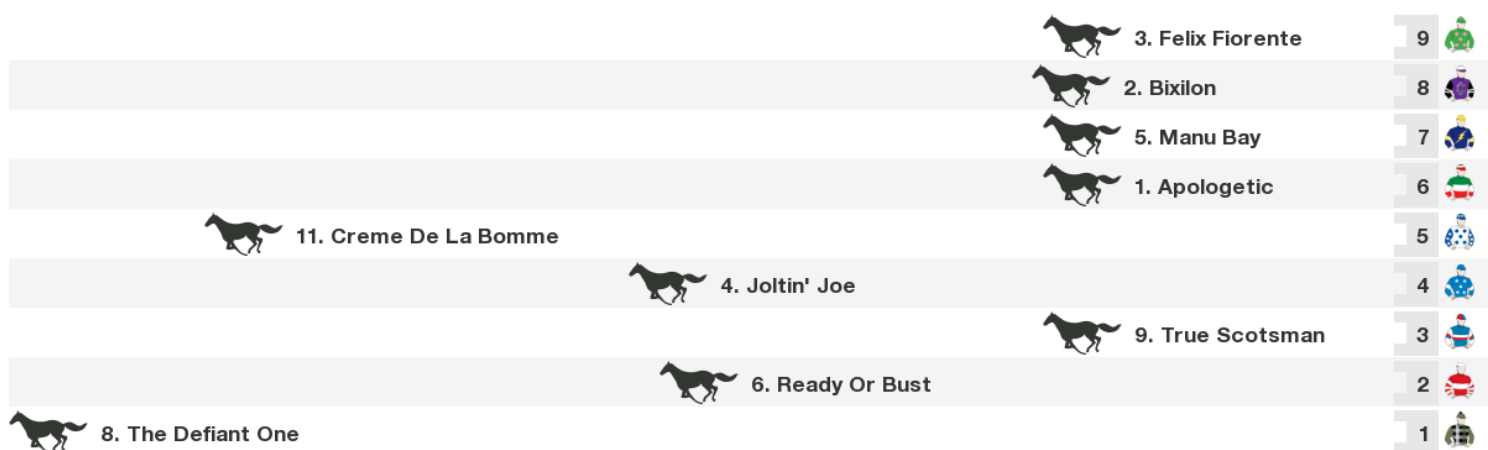 3. Felix Fiorente 9
2. Bixilon 8
5. Manu Bay 7
1. Apologetic 6
11. Creme De La Bomme 5
4. Joltin' Joe 4
9. True Scotsman 3
6. Ready Or Bust 2
8. The Defiant One 1